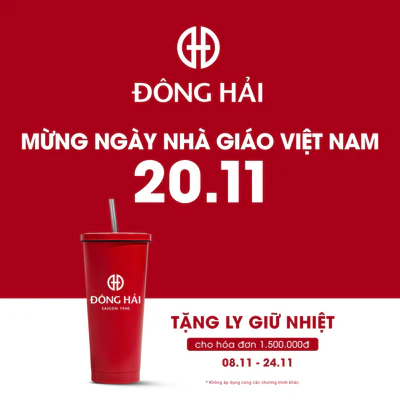 ĐÔNG HẢI
MỪNG NGÀY NHÀ GIÁO VIỆT NAM
20.11
ĐÔNG HẢI
SAIGON 1940
TẶNG LY GIỮ NHIỆT
cho hóa đơn 1.500.000đ
08.11 - 24.11
* Không áp dụng cùng các chương trình khác